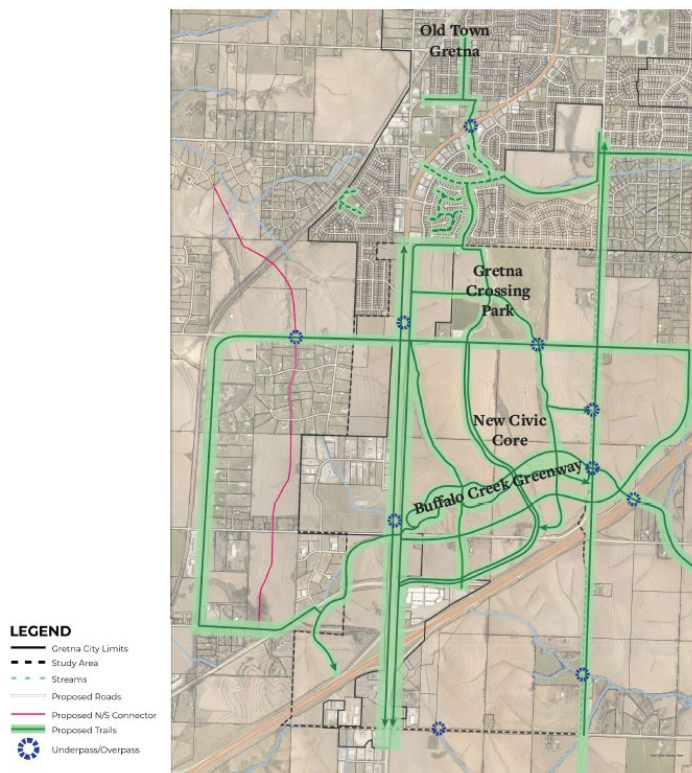 Old Town
Gretna
Gretna
Crossing
Park
New Civic
Core
Buffalo Creek Greenway
LEGEND
Gretna City Limits
Study Area
Streams
Proposed Roads
Proposed N/S Connector
Proposed Trails
Underpass/Overpass